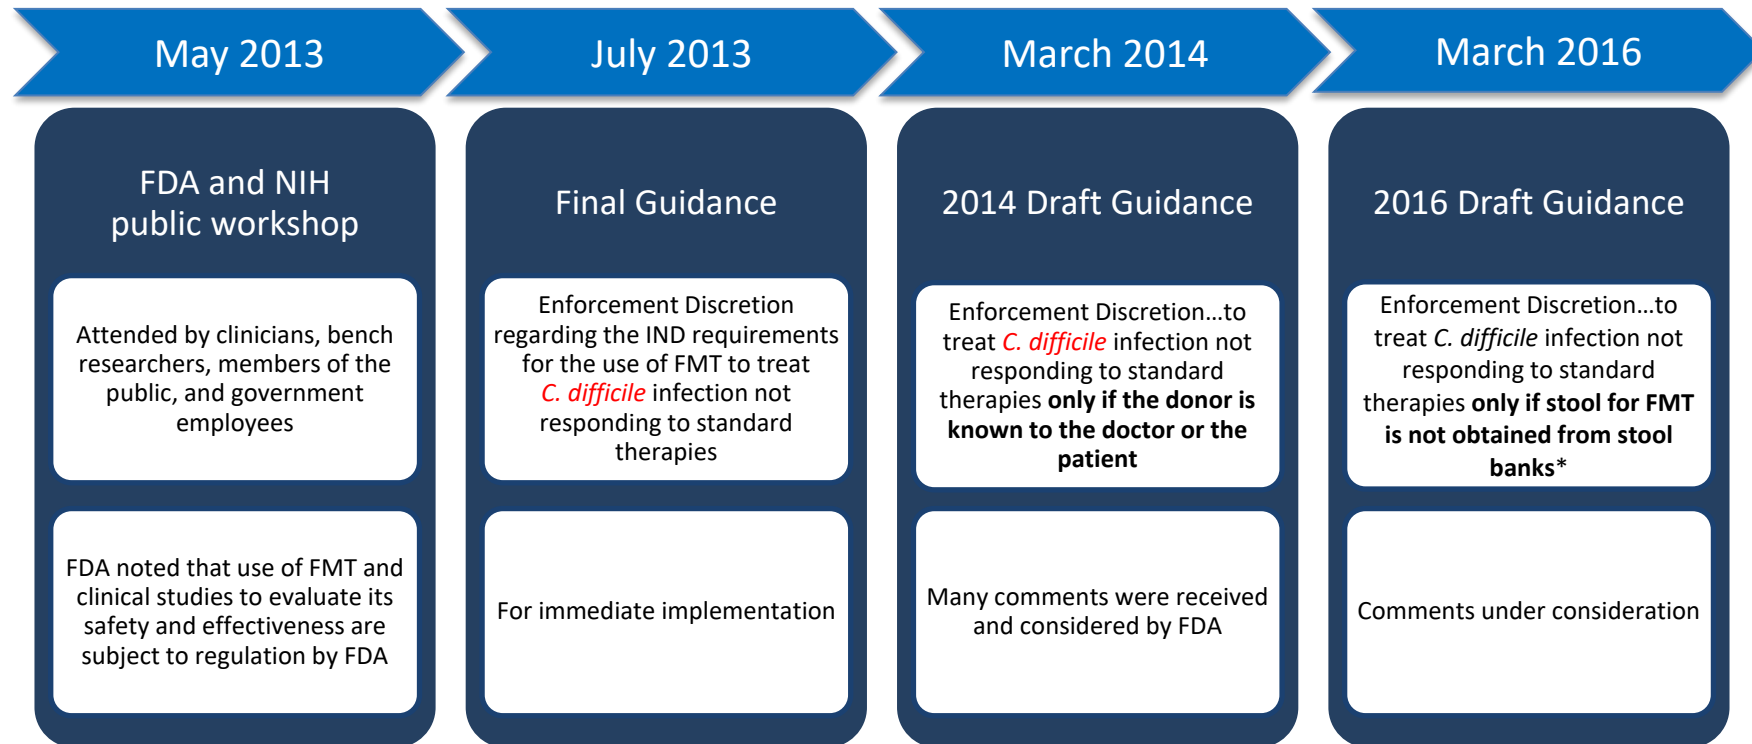 May 2013
July 2013
March 2014
March 2016
FDA and NIH
public workshop
Attended by clinicians, bench
researchers, members of the
public, and government
employees
FDA noted that use of FMT and
clinical studies to evaluate its
safety and effectiveness are
subject to regulation by FDA
Final Guidance
Enforcement Discretion
regarding the IND requirements
for the use of FMT to treat
C. difficile infection not
responding to standard
therapies
For immediate implementation
2014 Draft Guidance
Enforcement Discretion…to
treat C. difficile infection not
responding to standard
therapies only if the donor is
known to the doctor or the
patient
Many comments were received
and considered by FDA
2016 Draft Guidance
Enforcement Discretion…to
treat C. difficile infection not
responding to standard
therapies only if stool for FMT
is not obtained from stool
banks*
Comments under consideration